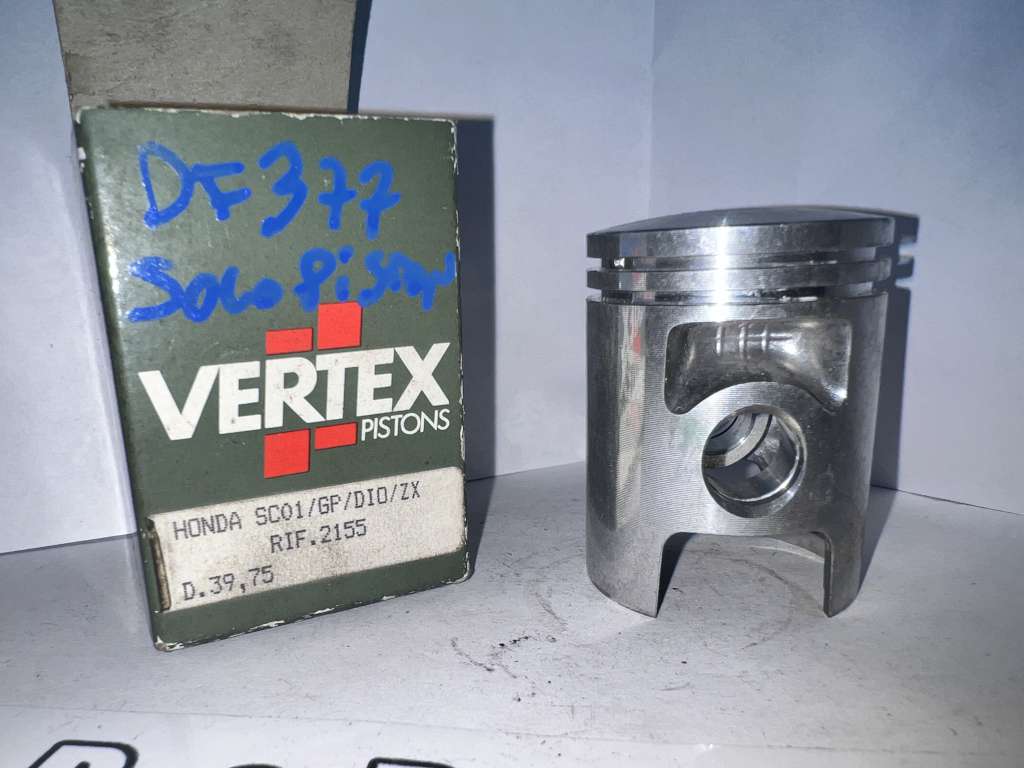 DF377
SOLO PiSton
VERTEX
PISTONS
HONDA SC01/GP/DIO/ZX
RIF.2155
D.39,75